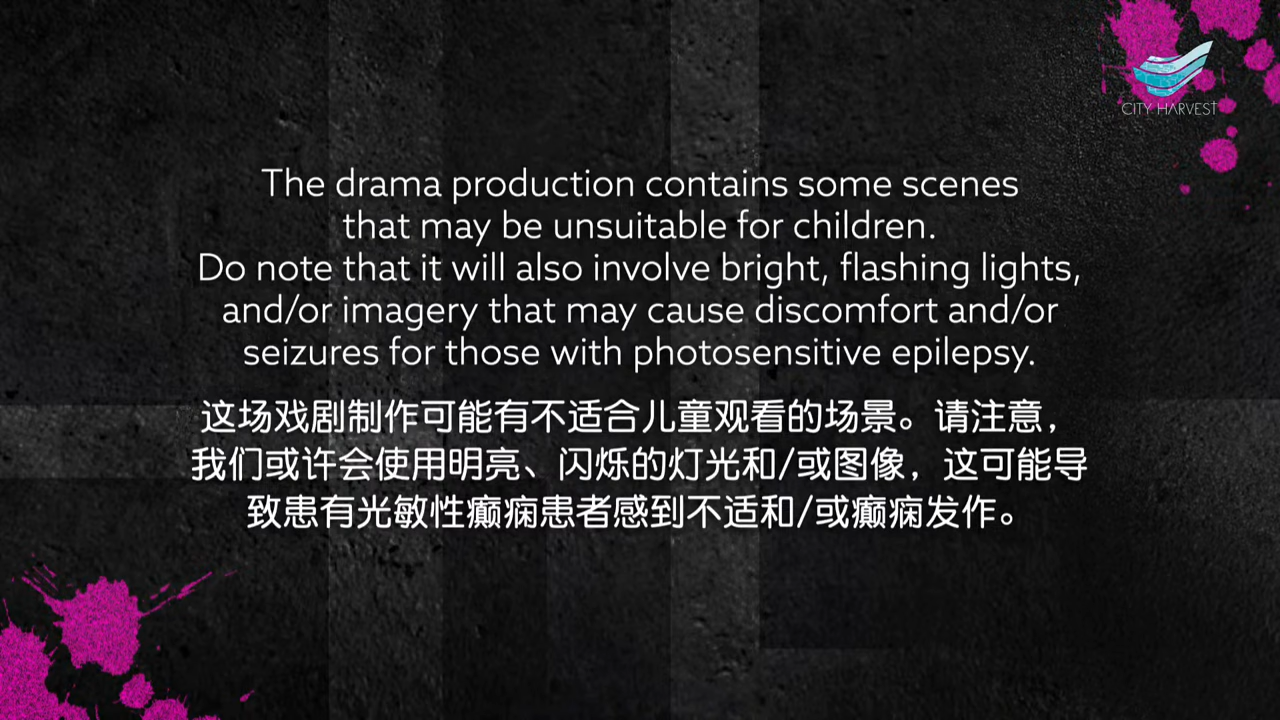 CITY HARVEST
The drama production contains some scenes
that may be unsuitable for children.
Do note that it will also involve bright, flashing lights,
and/or imagery that may cause discomfort and/or
seizures for those with photosensitive epilepsy.
这场戏剧制作可能有不适合儿童观看的场景。请注意，
我们或许会使用明亮、闪烁的灯光和/或图像，这可能导
致患有光敏性癫痫患者感到不适和/或癫痫发作。